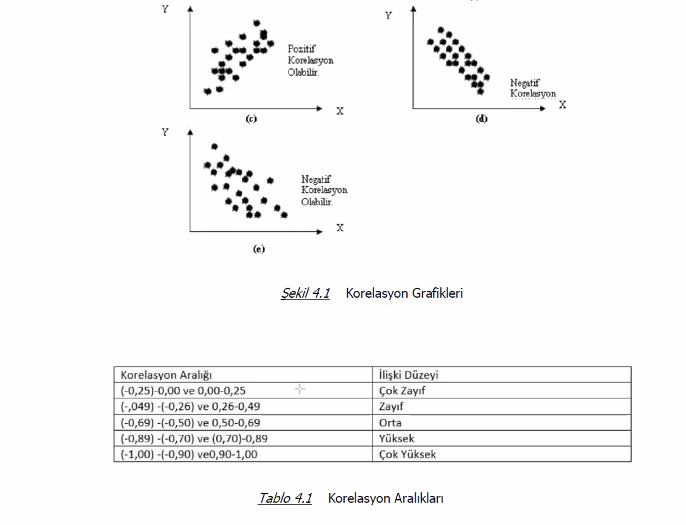 Y
Pozitif
Korelasyon
Olabilir.
X
(c)
Y
Negatif
Korelasyon
X
(d)
Y
Negatif
Korelasyon
Olabilir.
X
(e)
Şekil 4.1 Korelasyon Grafikleri
Korelasyon Aralığı İlişki Düzeyi
(-0,25)-0,00 ve 0,00-0,25 Çok Zayıf
(-,049) -(-0,26) ve 0,26-0,49 Zayıf
(-0,69) -(-0,50) ve 0,50-0,69 Orta
(-0,89) -(-0,70) ve (0,70)-0,89 Yüksek
(-1,00) -(-0,90) ve0,90-1,00 Çok Yüksek
Tablo 4.1 Korelasyon Aralıkları